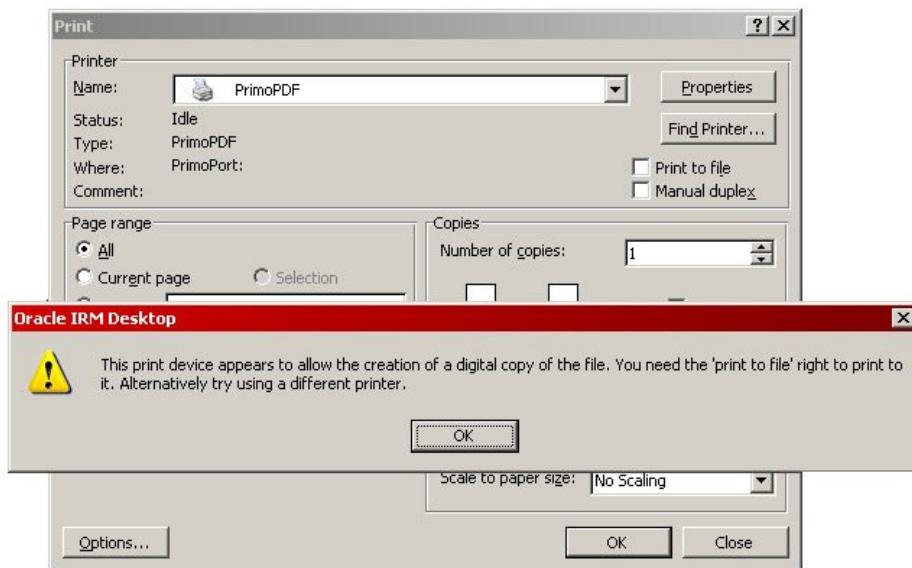 Print
Printer
Name: PrimoPDF Properties
Status: Idle Find Printer...
Type: PrimoPDF
Where: PrimoPort: Print to file
Comment: Manual duplex
Page range Copies
All Number of copies: 1
Current page Selection
Oracle IRM Desktop
This print device appears to allow the creation of a digital copy of the file. You need the 'print to file' right to print to
it. Alternatively try using a different printer.
OK
Scale to paper size: No Scaling
Options... OK Close